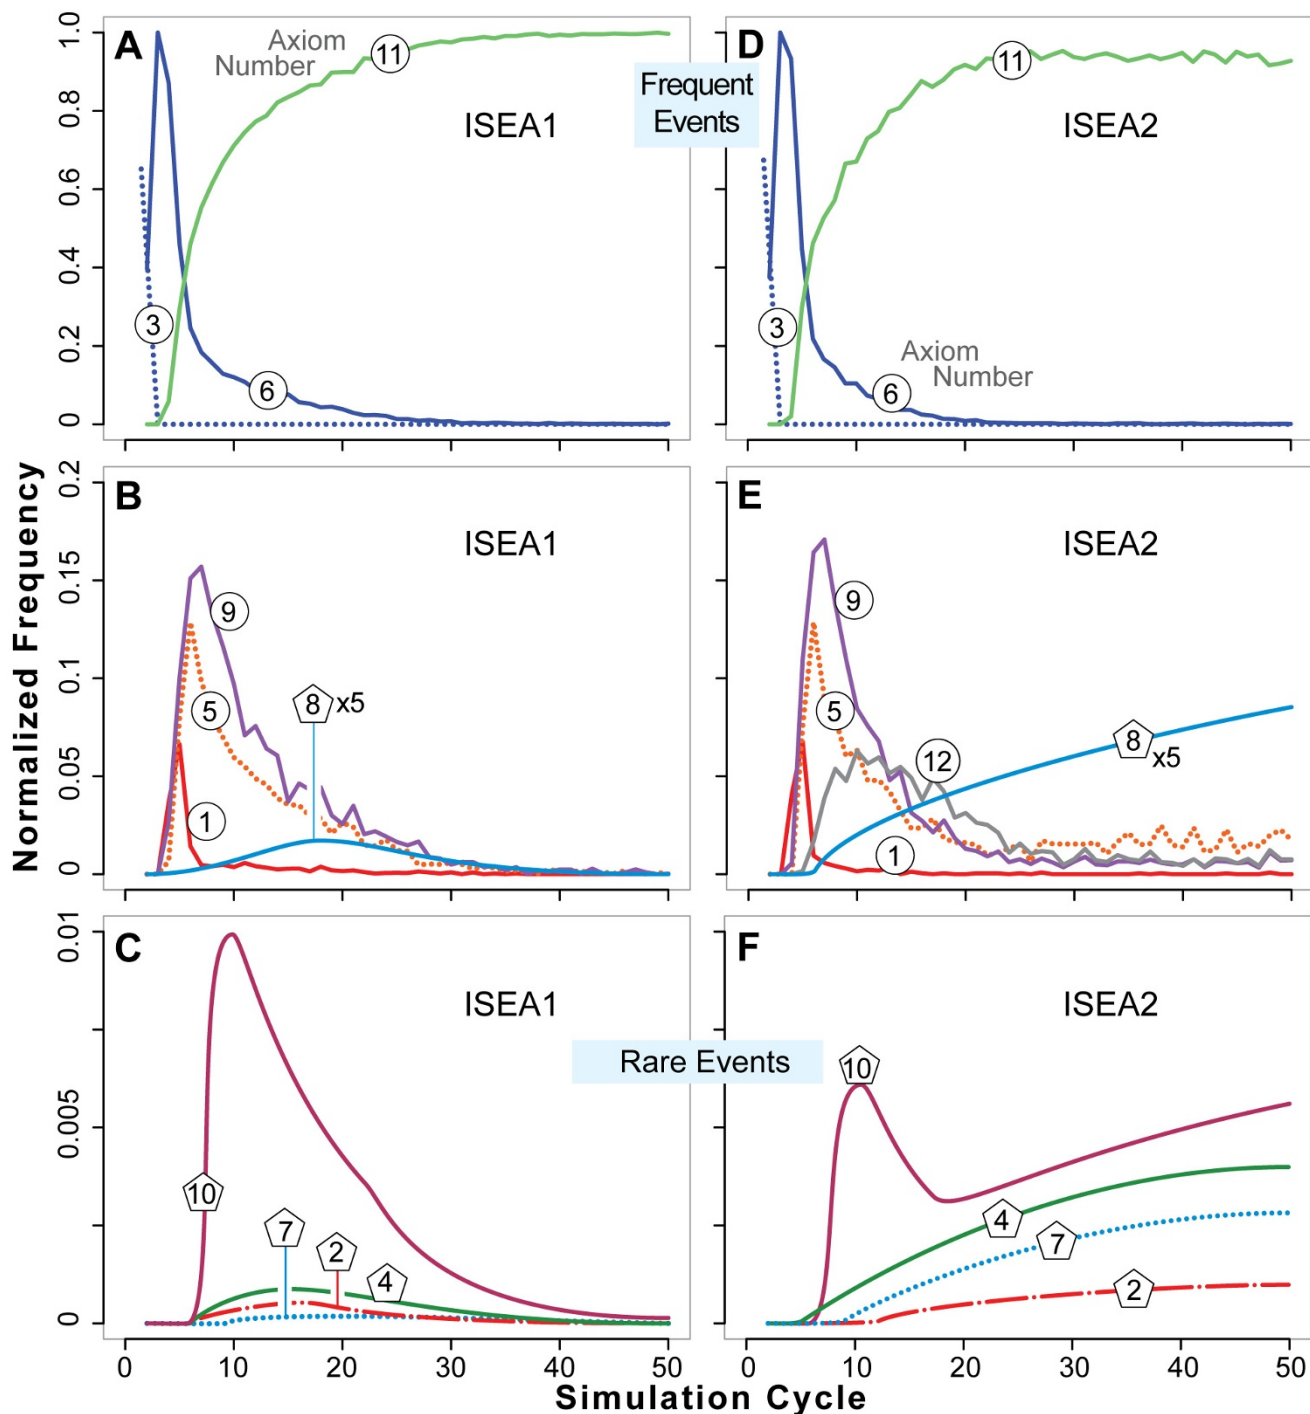 A
Axiom
Number
11
ISEA1
3
6
1.0
0.8
0.6
0.4
0.2
0
Frequent
Events
D
11
ISEA2
3
Axiom
Number
6
B
ISEA1
9
8 x5
5
1
0.2
0.15
0.1
0.05
0
E
ISEA2
9
5
12
8 x5
1
Normalized Frequency
C
ISEA1
10
7
2
4
0.01
0.005
0
Rare Events
F
ISEA2
10
4
7
2
0 10 20 30 40 50
0 10 20 30 40 50
Simulation Cycle